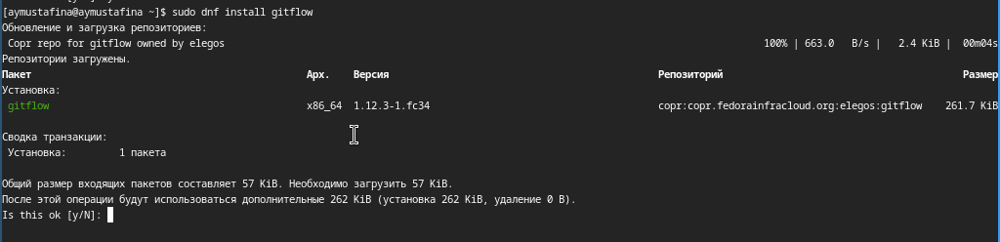 [aymustafina@aymustafina ~]$ sudo dnf install gitflow
Обновление и загрузка репозиториев:
Copr repo for gitflow owned by elegos 100% | 663.0 B/s | 2.4 KiB | 00m04s
Репозитории загружены.
Пакет Арх. Версия Репозиторий Размер
Установка:
gitflow x86_64 1.12.3-1.fc34 copr:copr.fedorainfracloud.org:elegos:gitflow 261.7 KiB
Сводка транзакции:
Установка: 1 пакета
Общий размер входящих пакетов составляет 57 KiB. Необходимо загрузить 57 KiB.
После этой операции будут использоваться дополнительные 262 KiB (установка 262 KiB, удаление 0 B).
Is this ok [y/N]: